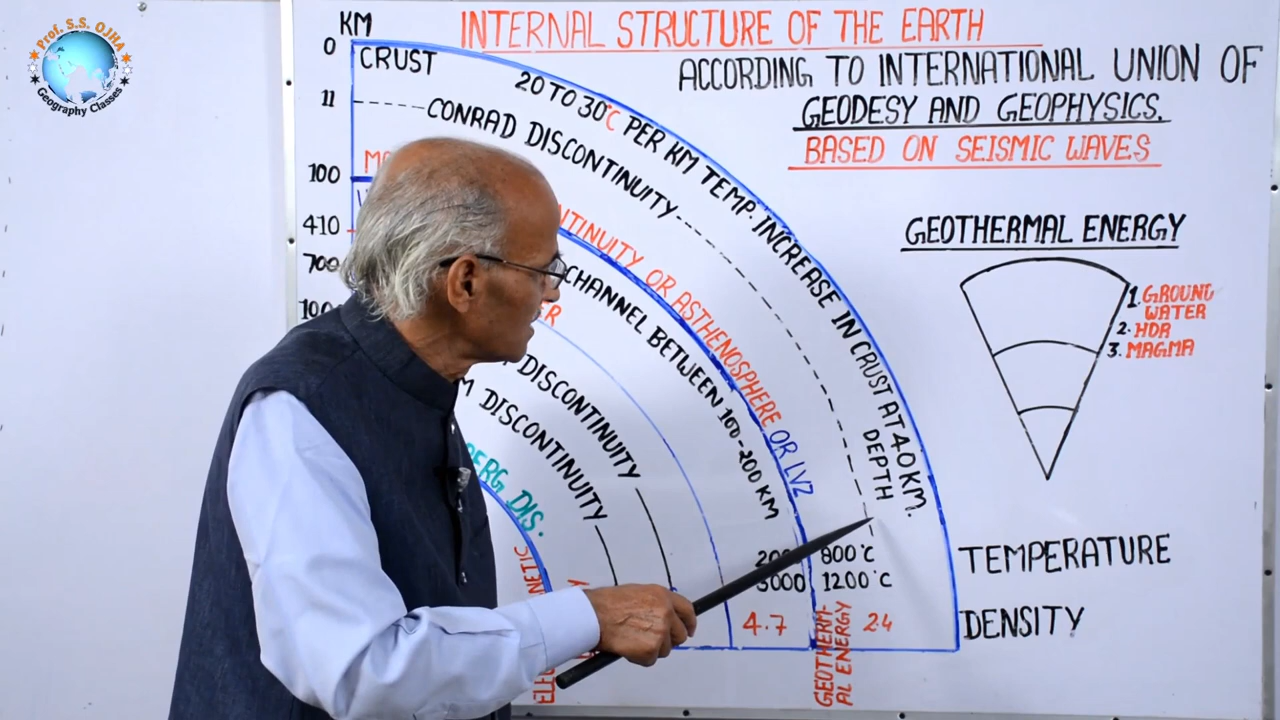 Prof. S.S. OJHA
Geography Classes
INTERNAL STRUCTURE OF THE EARTH
ACCORDING TO INTERNATIONAL UNION OF
GEODESY AND GEOPHYSICS.
BASED ON SEISMIC WAVES
KM
0
11
100
410
700
CRUST
20 TO 30°C PER KM TEMP. INCREASE IN CRUST AT 40 KM.
DEPTH
CONRAD DISCONTINUITY
OR ASTHENOSPHERE OR LVZ
CHANNEL BETWEEN 100-200 KM
DISCONTINUITY
DISCONTINUITY
DIS.
GEOTHERMAL ENERGY
1. GROUND
WATER
2. HDR
3. MAGMA
800°C
1200°C
TEMPERATURE
4.7
2.4
DENSITY
GEOTHERM-
AL ENERGY